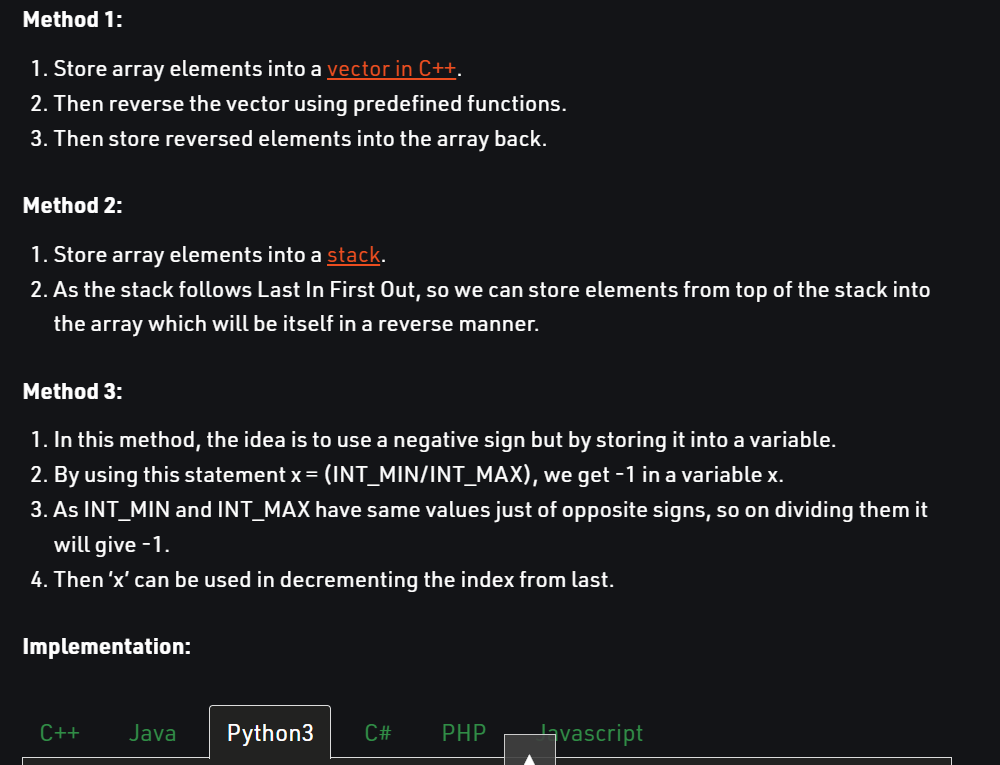 Method 1:
1. Store array elements into a vector in C++.
2. Then reverse the vector using predefined functions.
3. Then store reversed elements into the array back.
Method 2:
1. Store array elements into a stack.
2. As the stack follows Last In First Out, so we can store elements from top of the stack into
the array which will be itself in a reverse manner.
Method 3:
1. In this method, the idea is to use a negative sign but by storing it into a variable.
2. By using this statement x = (INT_MIN/INT_MAX), we get -1 in a variable x.
3. As INT_MIN and INT_MAX have same values just of opposite signs, so on dividing them it
will give -1.
4. Then ‘x’ can be used in decrementing the index from last.
Implementation:
C++ Java Python3 C# PHP Javascript